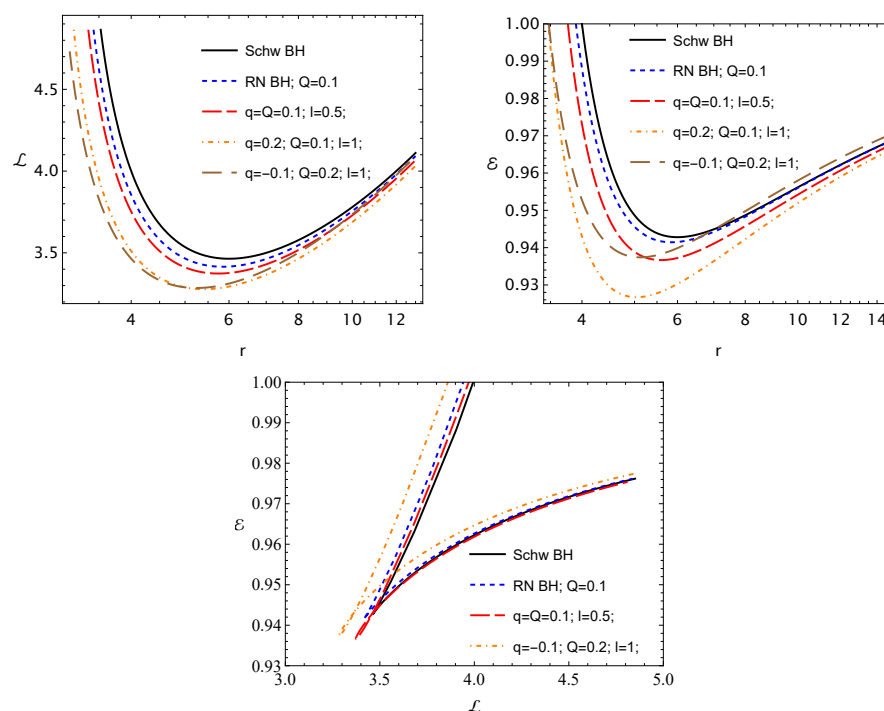 Schw BH
RN BH; Q=0.1
q=Q=0.1; l=0.5;
q=0.2; Q=0.1; l=1;
q=-0.1; Q=0.2; l=1;
4.5
4.0
3.5
ℒ
4 6 8 10 12
r
Schw BH
RN BH; Q=0.1
q=Q=0.1; l=0.5;
q=0.2; Q=0.1; l=1;
q=-0.1; Q=0.2; l=1;
1.00
0.99
0.98
0.97
0.96
0.95
0.94
0.93
ℰ
4 6 8 10 12 14
r
1.00
0.99
0.98
0.97
0.96
0.95
0.94
0.93
ℰ
Schw BH
RN BH; Q=0.1
q=Q=0.1; l=0.5;
q=-0.1; Q=0.2; l=1;
3.0 3.5 4.0 4.5 5.0
ℒ